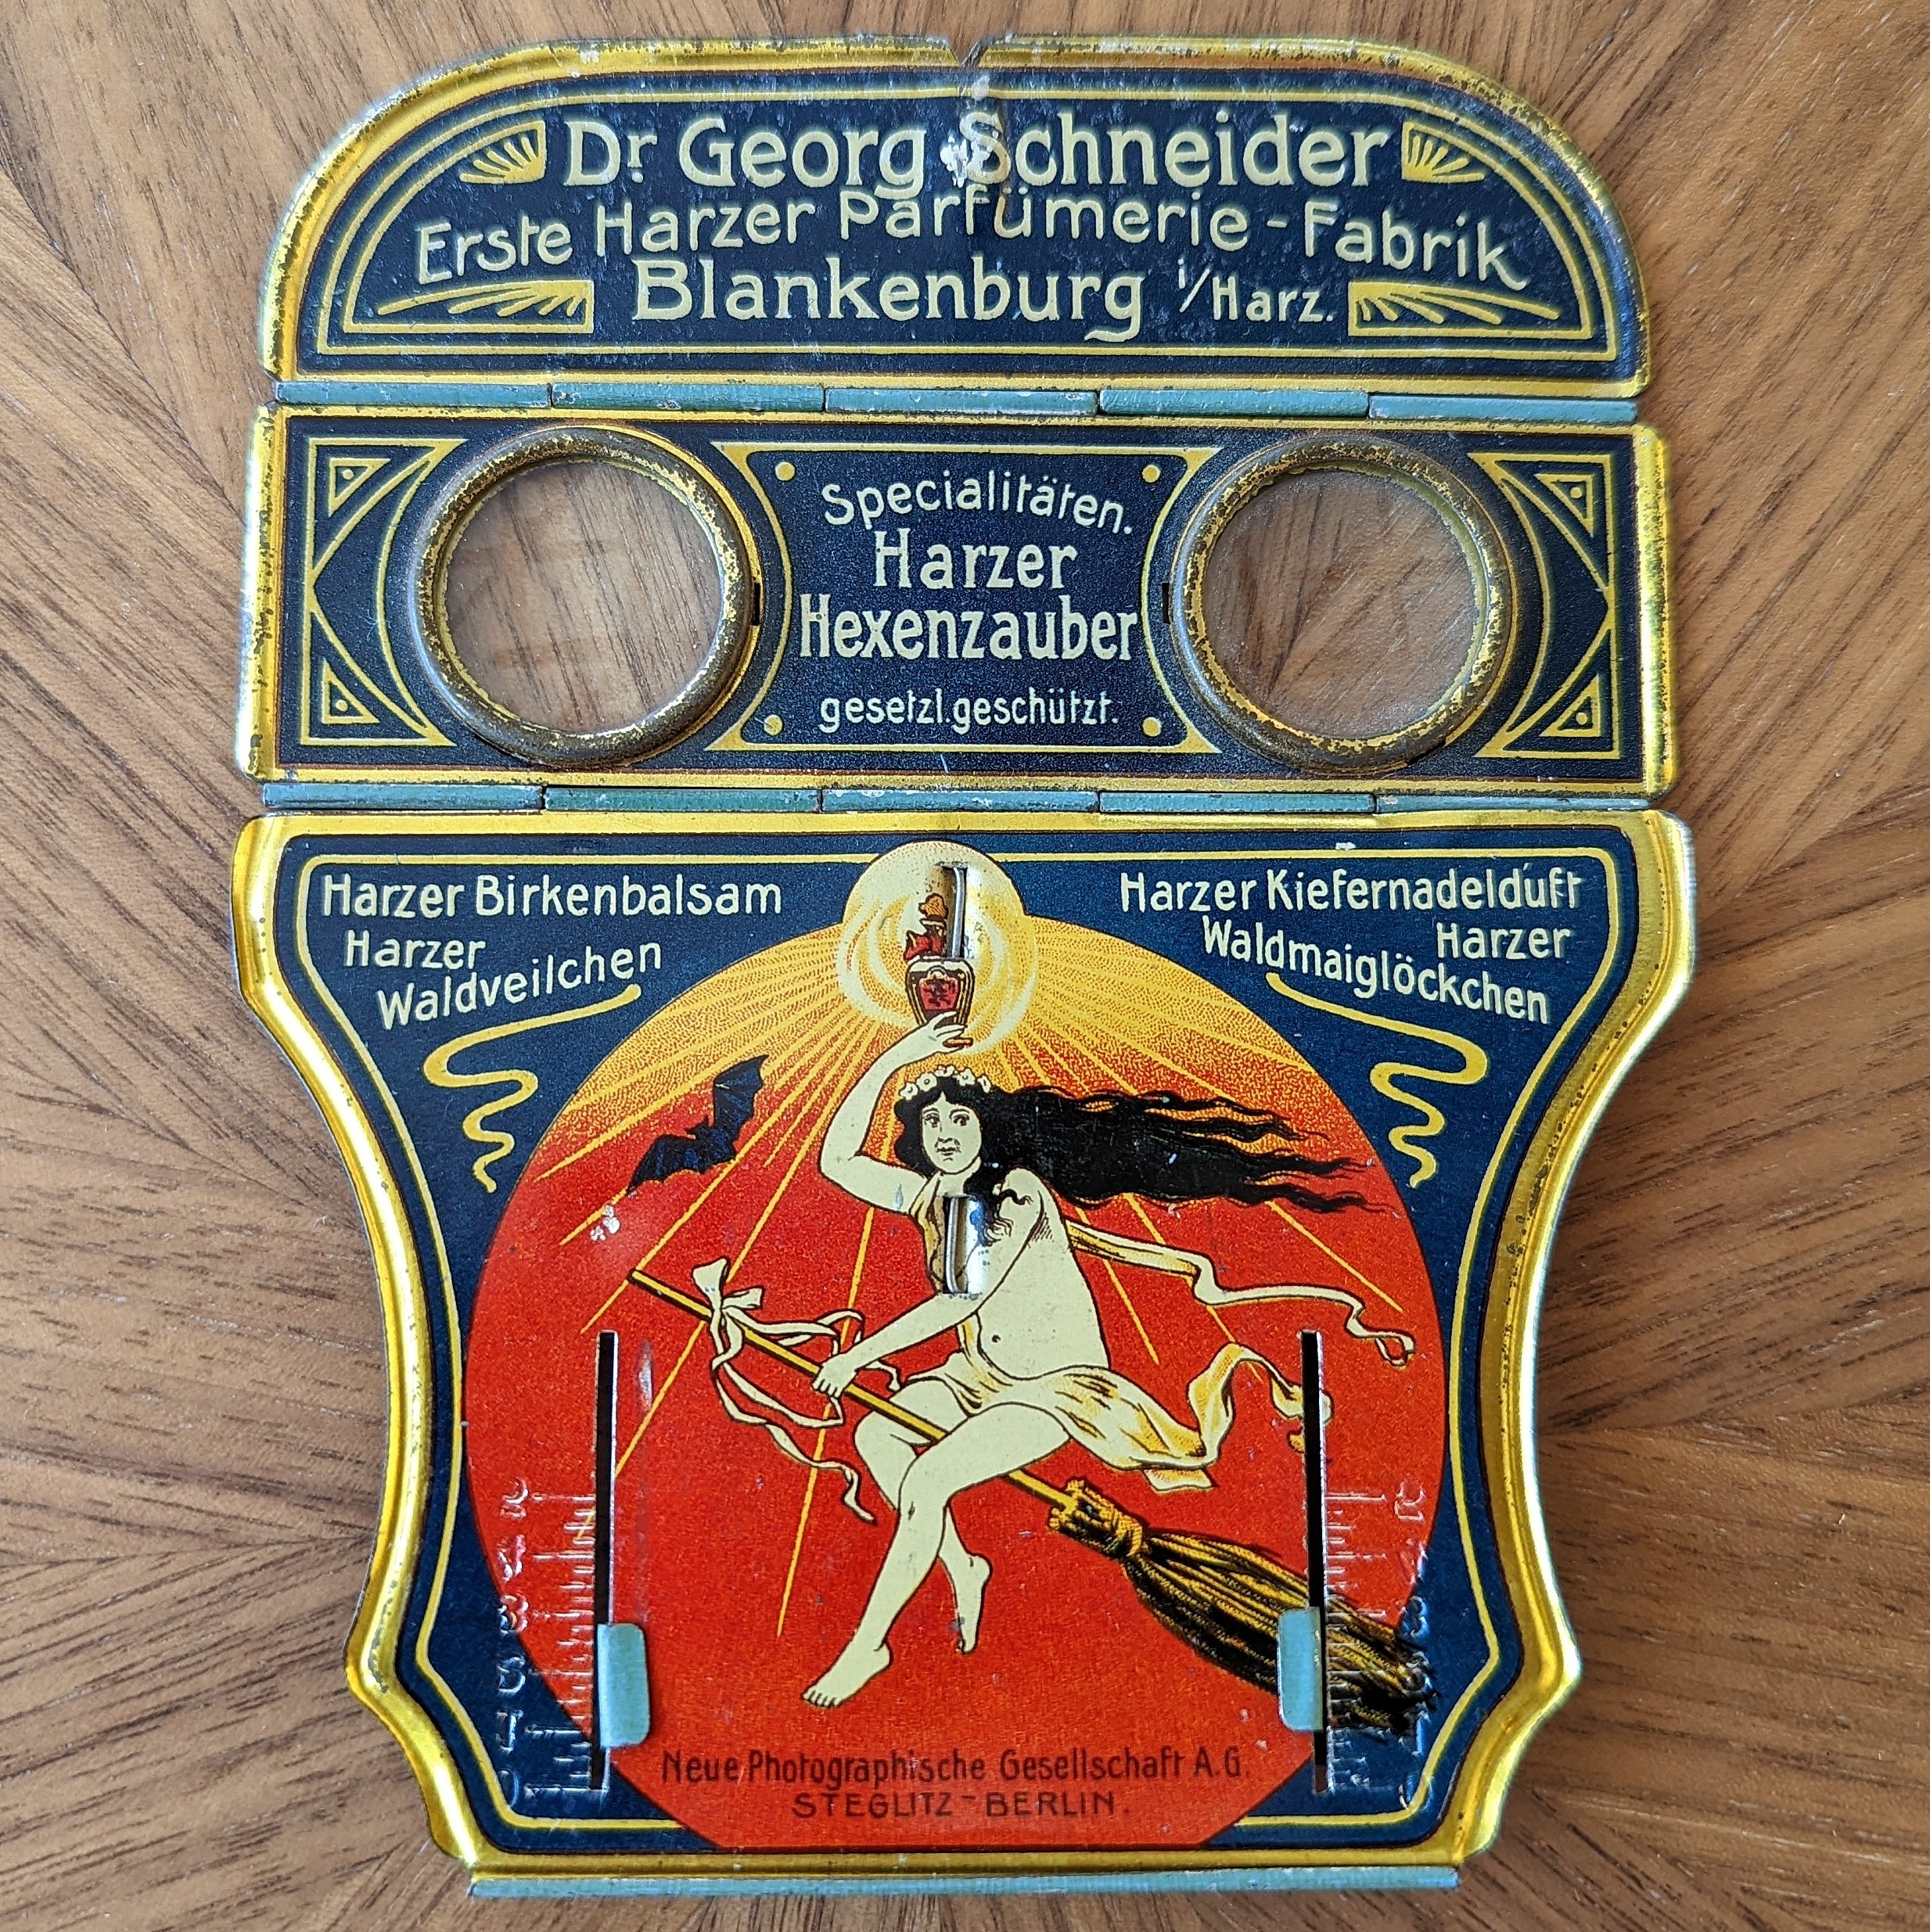 Dr. Georg Schneider
Erste Harzer Parfümerie-Fabrik
Blankenburg i/Harz.
Specialitäten.
Harzer
Hexenzauber
gesetzl.geschützt.
Harzer Birkenbalsam
Harzer
Waldveilchen
Harzer Kiefernadelduft
Harzer
Waldmaiglöckchen
Neue Photographische Gesellschaft A.G.
STEGLITZ-BERLIN.